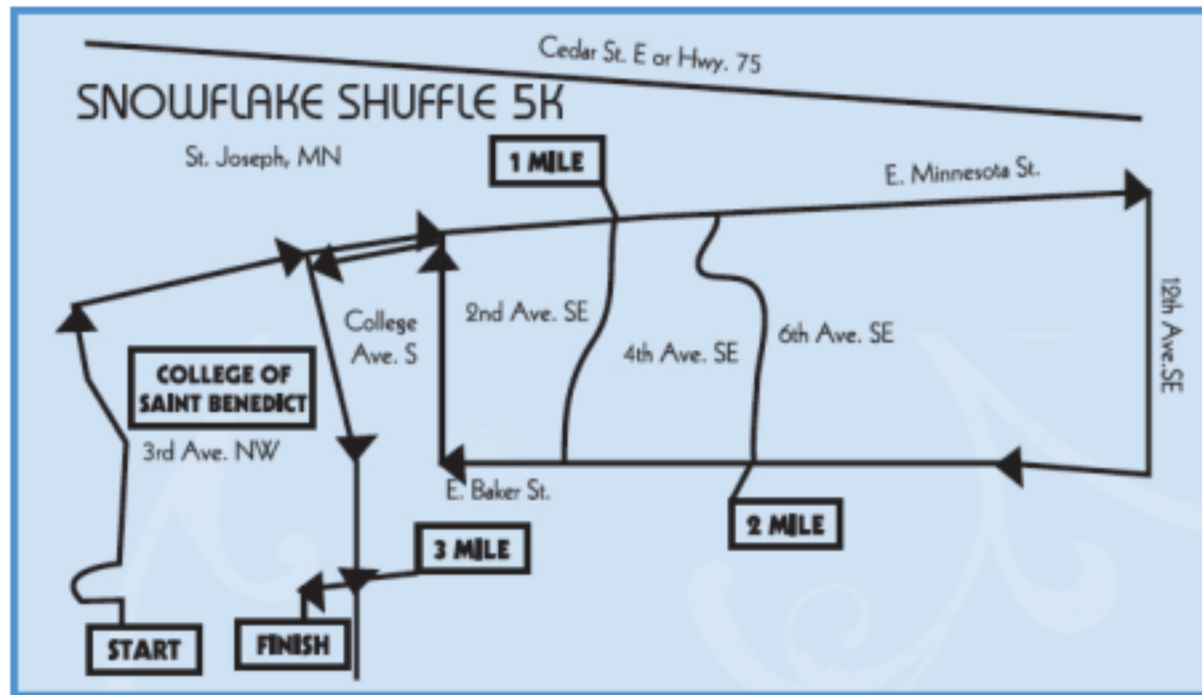 Cedar St. E or Hwy. 75
SNOWFLAKE SHUFFLE 5K
St. Joseph, MN
1 MILE
E. Minnesota St.
College
Ave. S
2nd Ave. SE
4th Ave. SE
6th Ave. SE
12th Ave.SE
COLLEGE OF
SAINT BENEDICT
3rd Ave. NW
E. Baker St.
2 MILE
3 MILE
START
FINISH